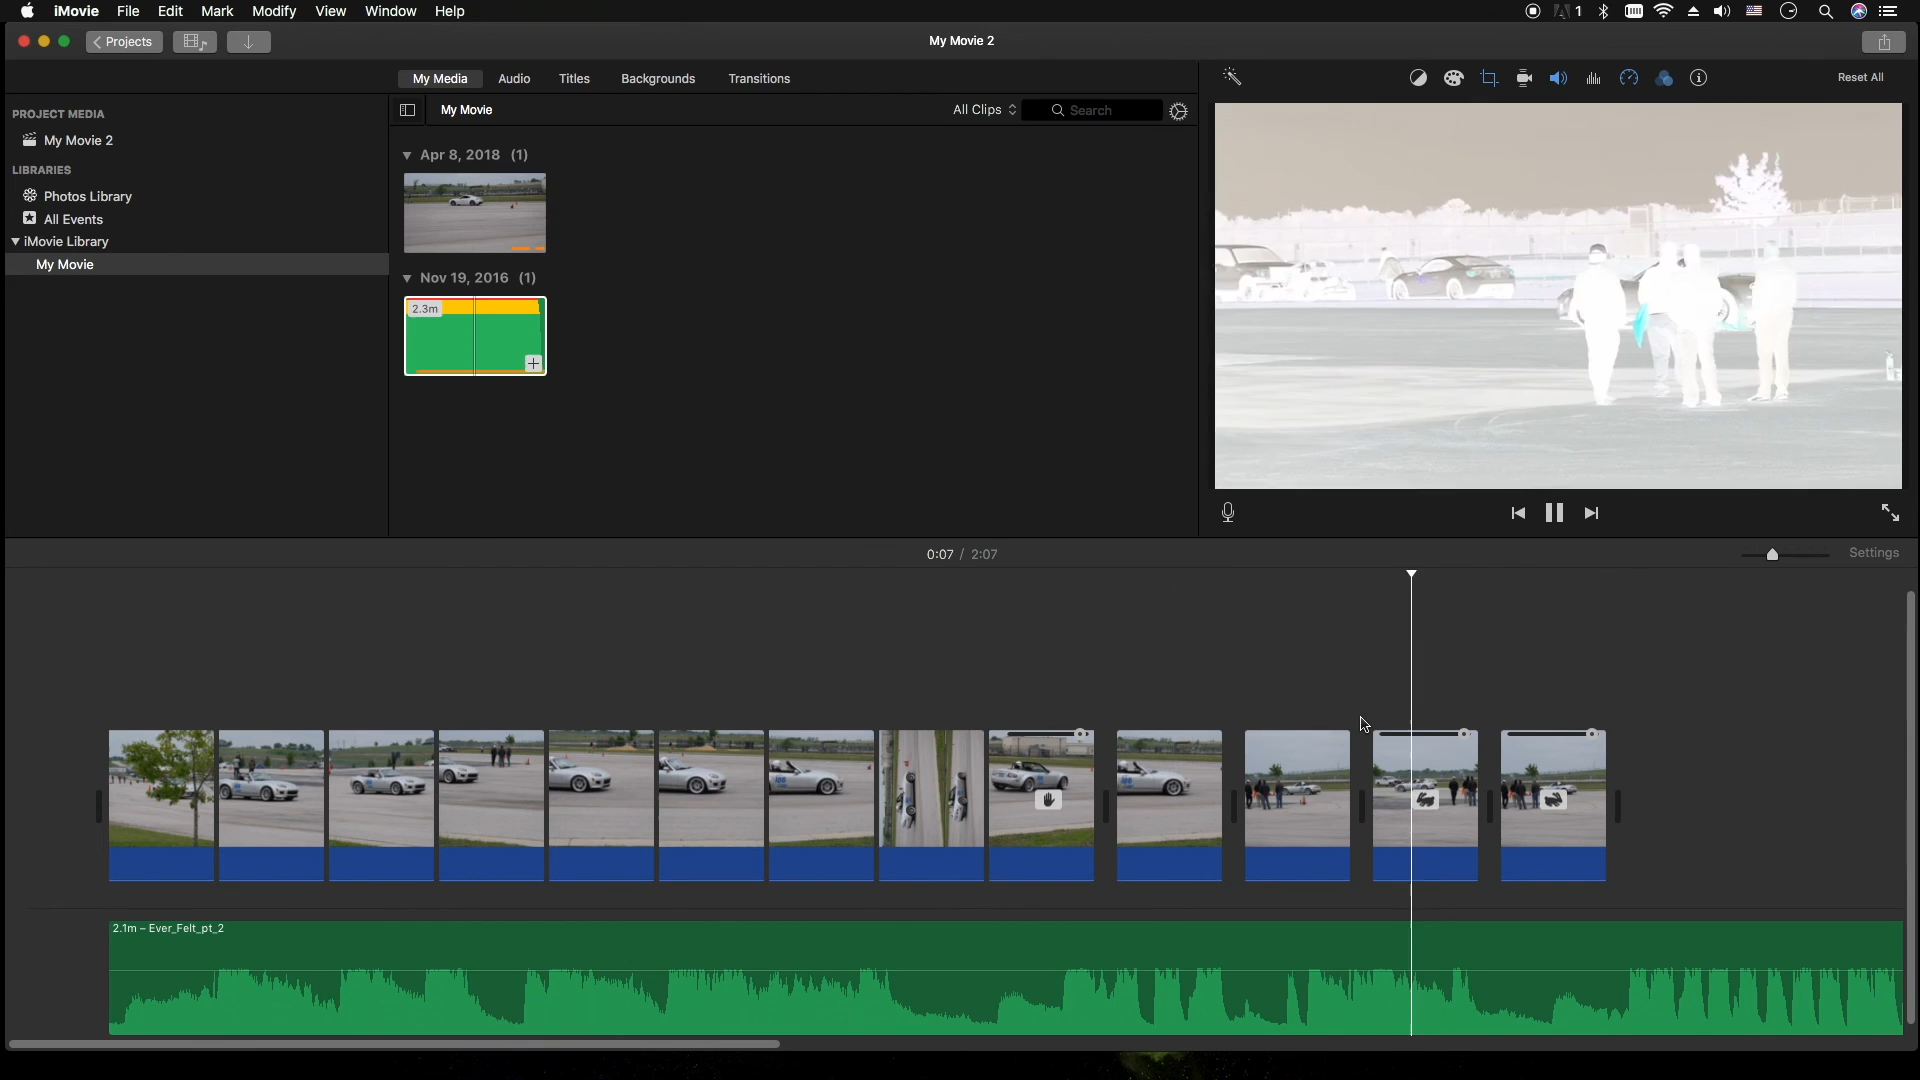 iMovie File Edit Mark Modify View Window Help
1
Projects
My Movie 2
My Media Audio Titles Backgrounds Transitions
Reset All
PROJECT MEDIA
My Movie 2
LIBRARIES
Photos Library
All Events
iMovie Library
My Movie
My Movie
All Clips
Search
Apr 8, 2018 (1)
Nov 19, 2016 (1)
2.3m
0:07 / 2:07
Settings
2.1m – Ever_Felt_pt_2